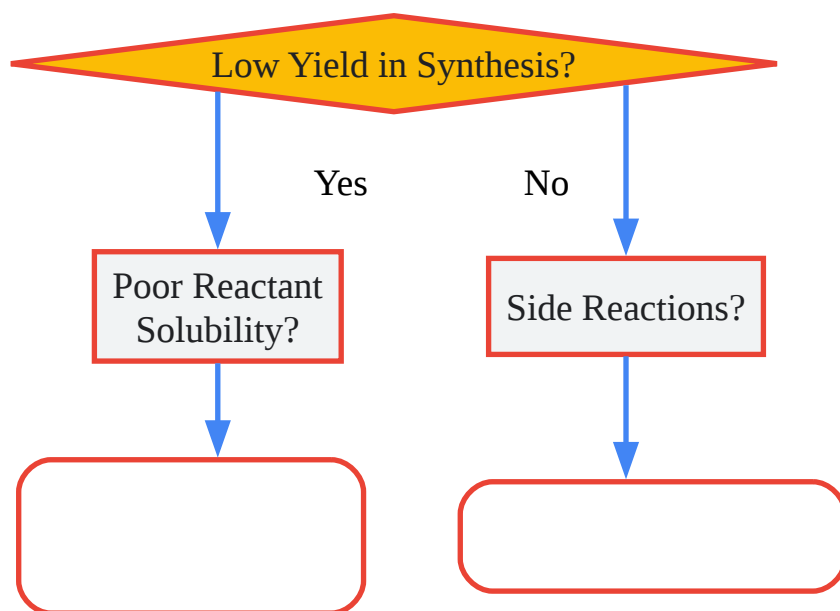 Low Yield in Synthesis?
Yes
No
Poor Reactant
Solubility?
Side Reactions?